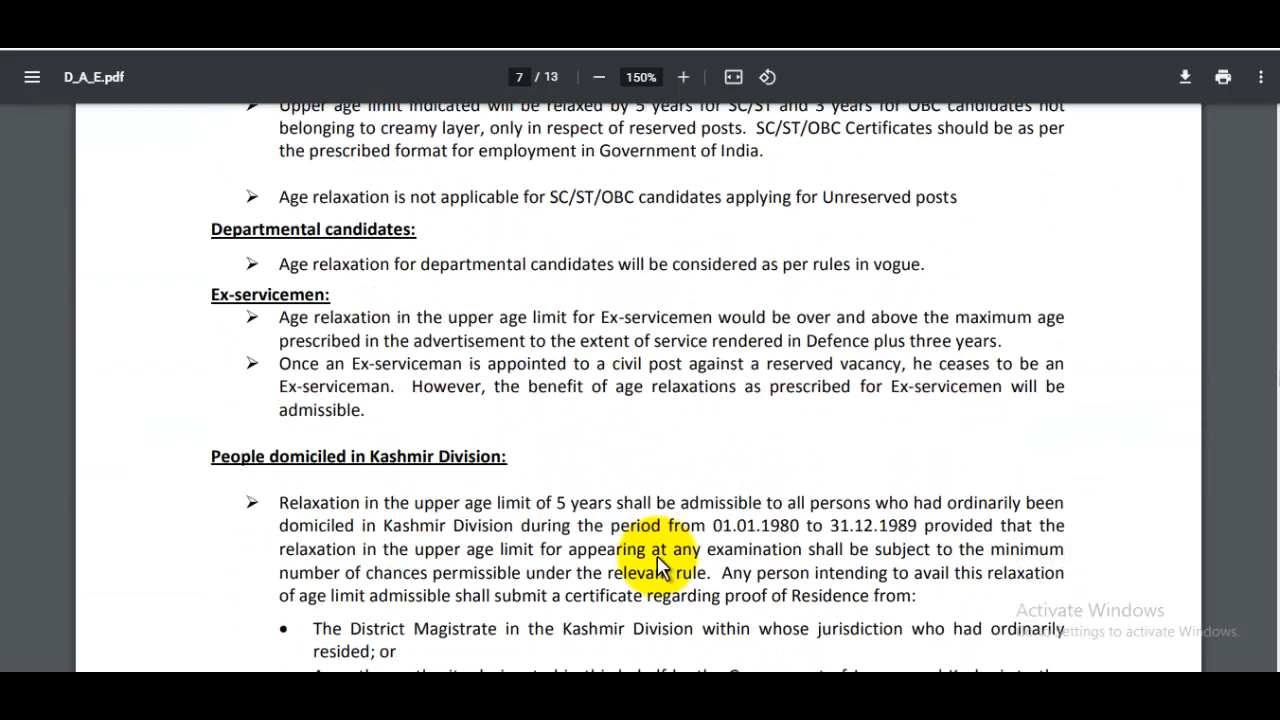 D_A_E.pdf
7 / 13
150%
Upper age limit indicated will be relaxed by 5 years for SC/ST and 3 years for OBC candidates not
belonging to creamy layer, only in respect of reserved posts. SC/ST/OBC Certificates should be as per
the prescribed format for employment in Government of India.
➢ Age relaxation is not applicable for SC/ST/OBC candidates applying for Unreserved posts
Departmental candidates:
➢ Age relaxation for departmental candidates will be considered as per rules in vogue.
Ex-servicemen:
➢ Age relaxation in the upper age limit for Ex-servicemen would be over and above the maximum age
prescribed in the advertisement to the extent of service rendered in Defence plus three years.
➢ Once an Ex-serviceman is appointed to a civil post against a reserved vacancy, he ceases to be an
Ex-serviceman. However, the benefit of age relaxations as prescribed for Ex-servicemen will be
admissible.
People domiciled in Kashmir Division:
➢ Relaxation in the upper age limit of 5 years shall be admissible to all persons who had ordinarily been
domiciled in Kashmir Division during the period from 01.01.1980 to 31.12.1989 provided that the
relaxation in the upper age limit for appearing at any examination shall be subject to the minimum
number of chances permissible under the relevant rule. Any person intending to avail this relaxation
of age limit admissible shall submit a certificate regarding proof of Residence from:
• The District Magistrate in the Kashmir Division within whose jurisdiction who had ordinarily
resided; or
Activate Windows
Settings to activate Windows.